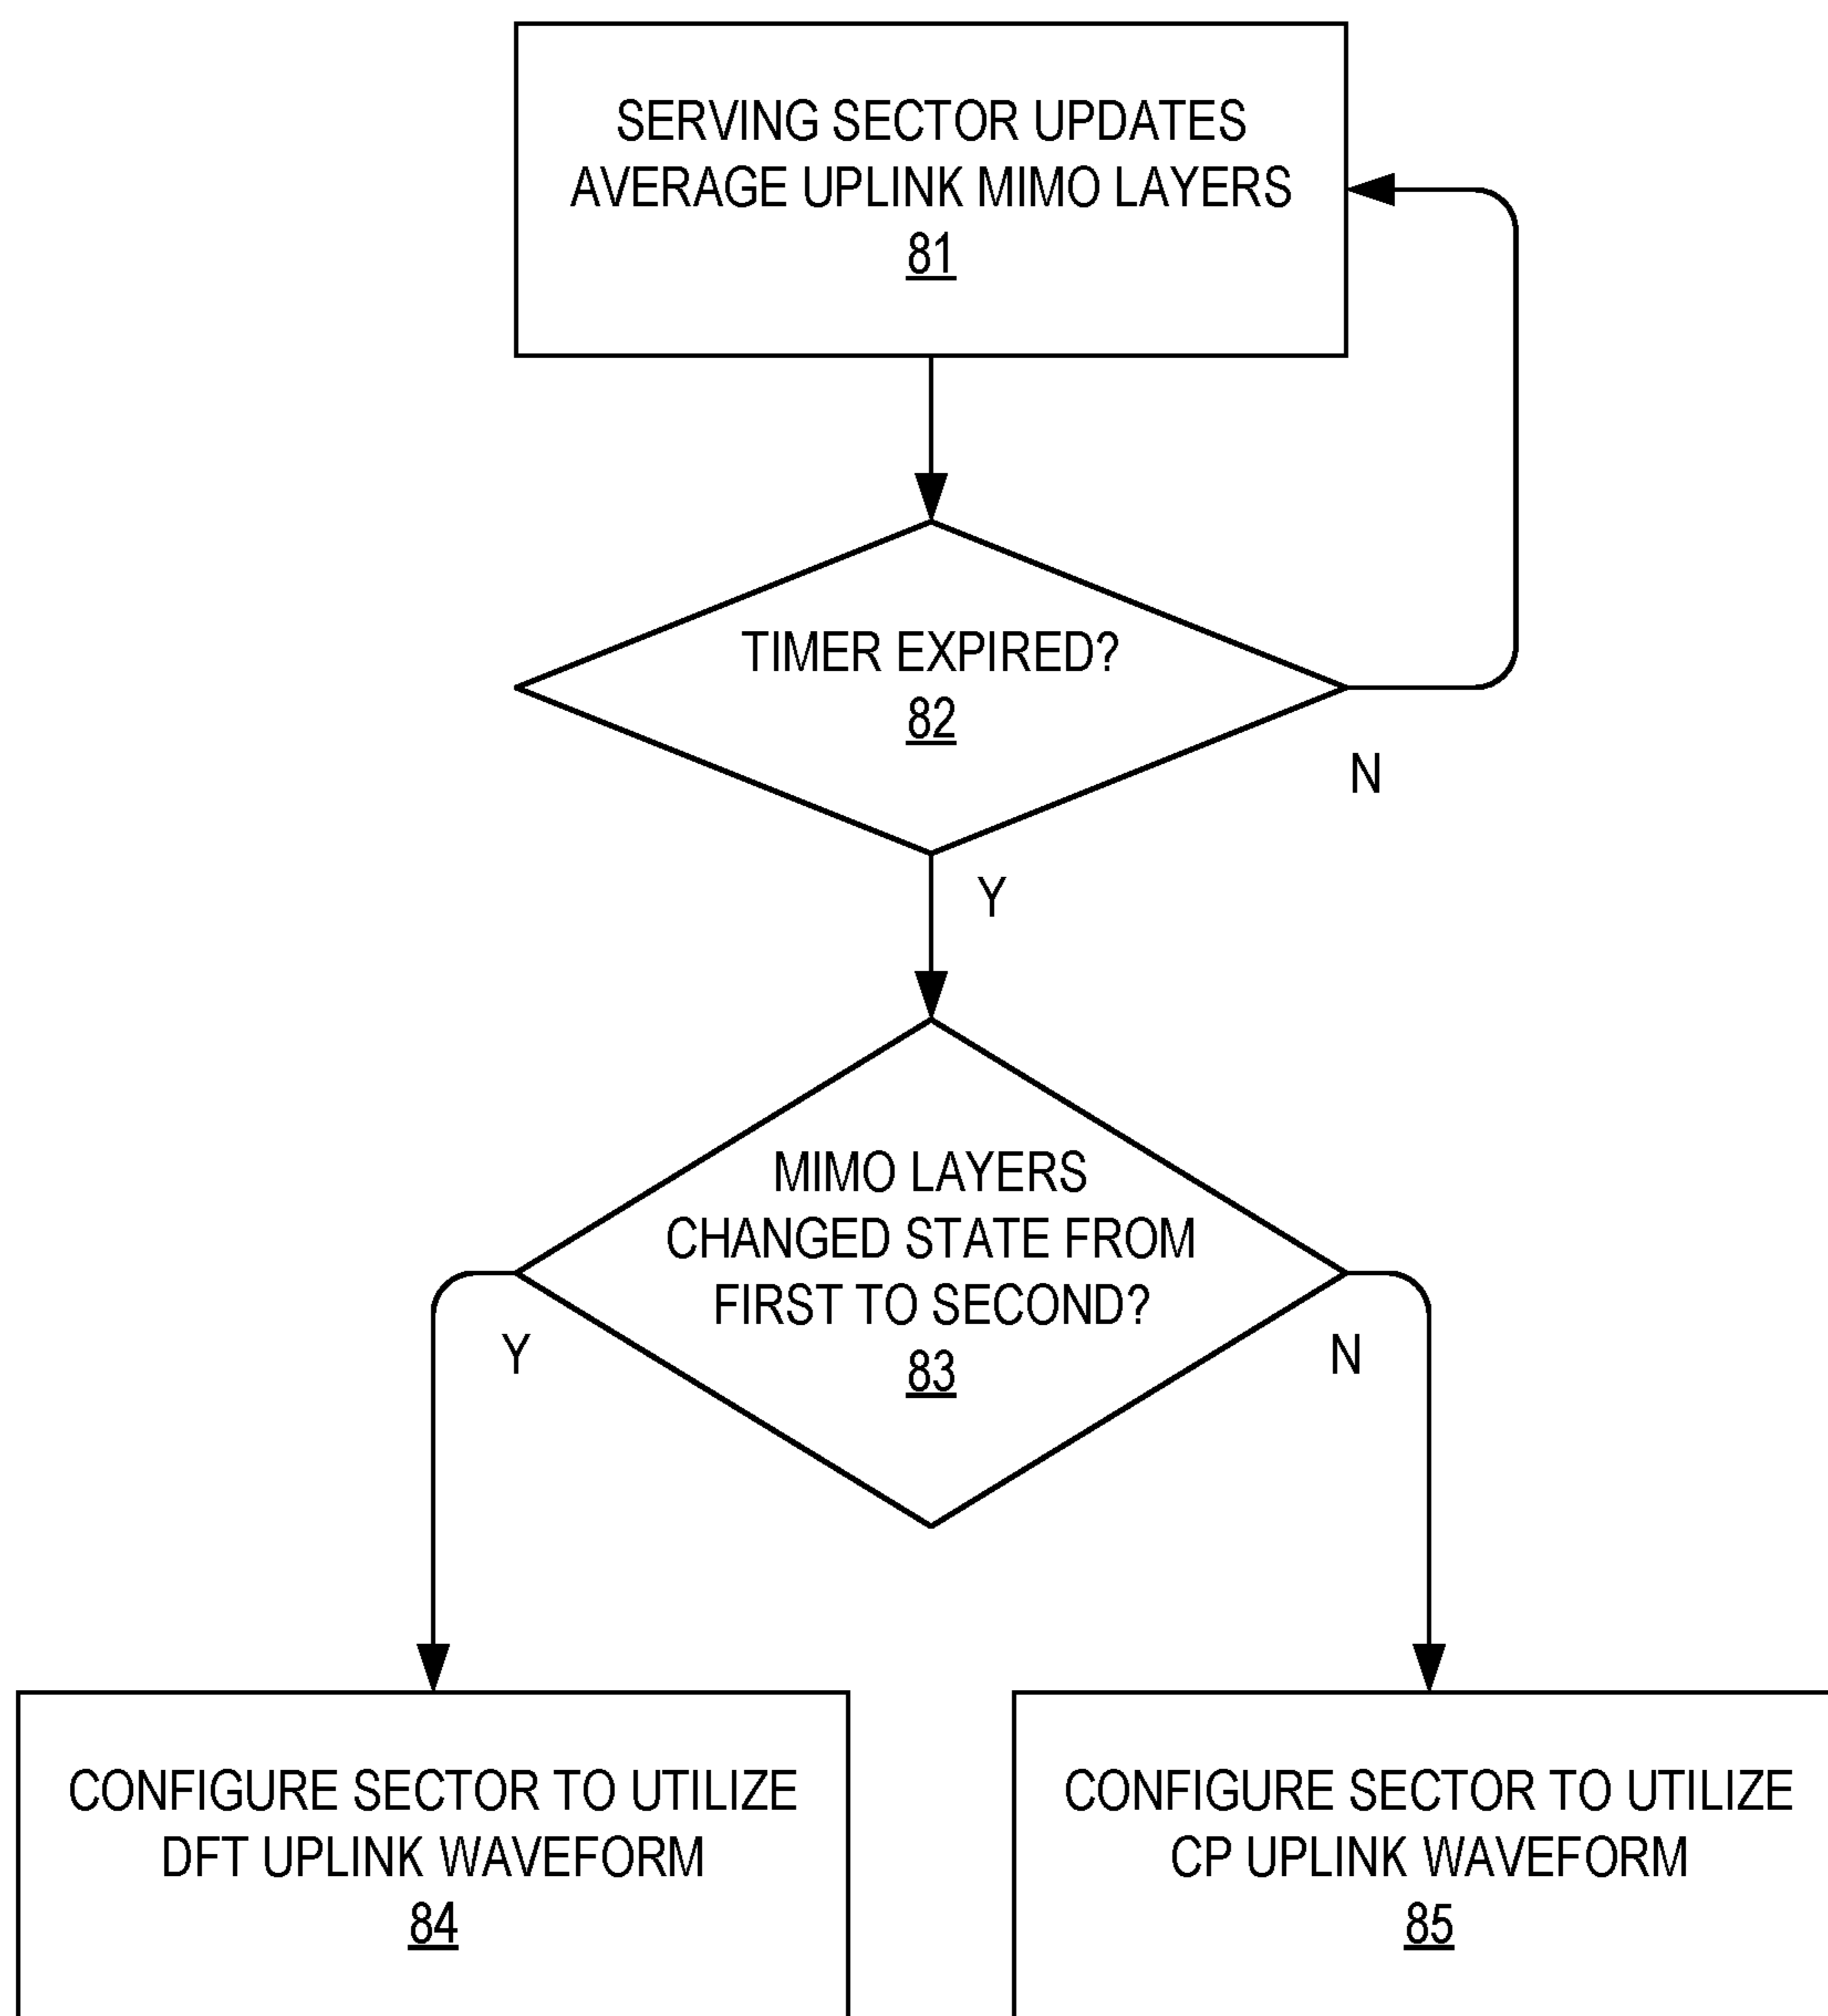 SERVING SECTOR UPDATES
AVERAGE UPLINK MIMO LAYERS
81
TIMER EXPIRED?
82
N
Y
MIMO LAYERS
CHANGED STATE FROM
FIRST TO SECOND?
83
Y
N
CONFIGURE SECTOR TO UTILIZE
DFT UPLINK WAVEFORM
84
CONFIGURE SECTOR TO UTILIZE
CP UPLINK WAVEFORM
85